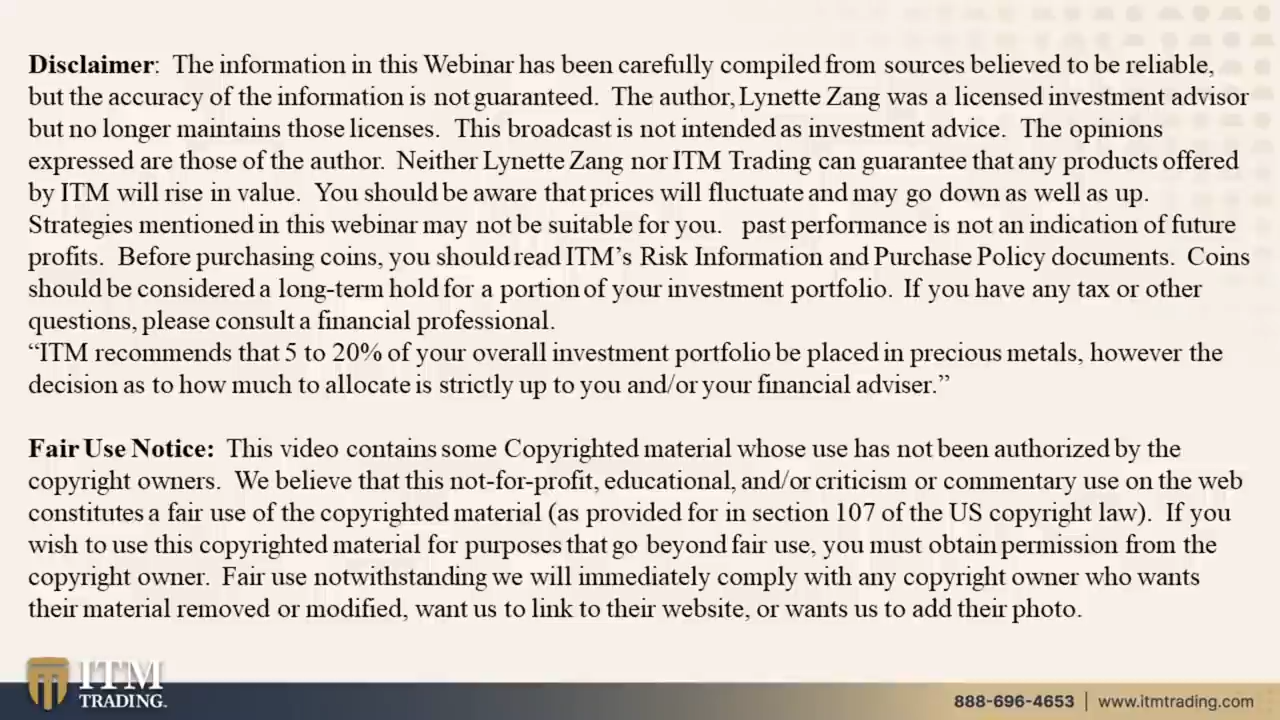 Disclaimer: The information in this Webinar has been carefully compiled from sources believed to be reliable,
but the accuracy of the information is not guaranteed. The author, Lynette Zang was a licensed investment advisor
but no longer maintains those licenses. This broadcast is not intended as investment advice. The opinions
expressed are those of the author. Neither Lynette Zang nor ITM Trading can guarantee that any products offered
by ITM will rise in value. You should be aware that prices will fluctuate and may go down as well as up.
Strategies mentioned in this webinar may not be suitable for you. past performance is not an indication of future
profits. Before purchasing coins, you should read ITM’s Risk Information and Purchase Policy documents. Coins
should be considered a long-term hold for a portion of your investment portfolio. If you have any tax or other
questions, please consult a financial professional.
“ITM recommends that 5 to 20% of your overall investment portfolio be placed in precious metals, however the
decision as to how much to allocate is strictly up to you and/or your financial adviser.”
Fair Use Notice: This video contains some Copyrighted material whose use has not been authorized by the
copyright owners. We believe that this not-for-profit, educational, and/or criticism or commentary use on the web
constitutes a fair use of the copyrighted material (as provided for in section 107 of the US copyright law). If you
wish to use this copyrighted material for purposes that go beyond fair use, you must obtain permission from the
copyright owner. Fair use notwithstanding we will immediately comply with any copyright owner who wants
their material removed or modified, want us to link to their website, or wants us to add their photo.
ITM
TRADING.
888-696-4653 | www.itmtrading.com